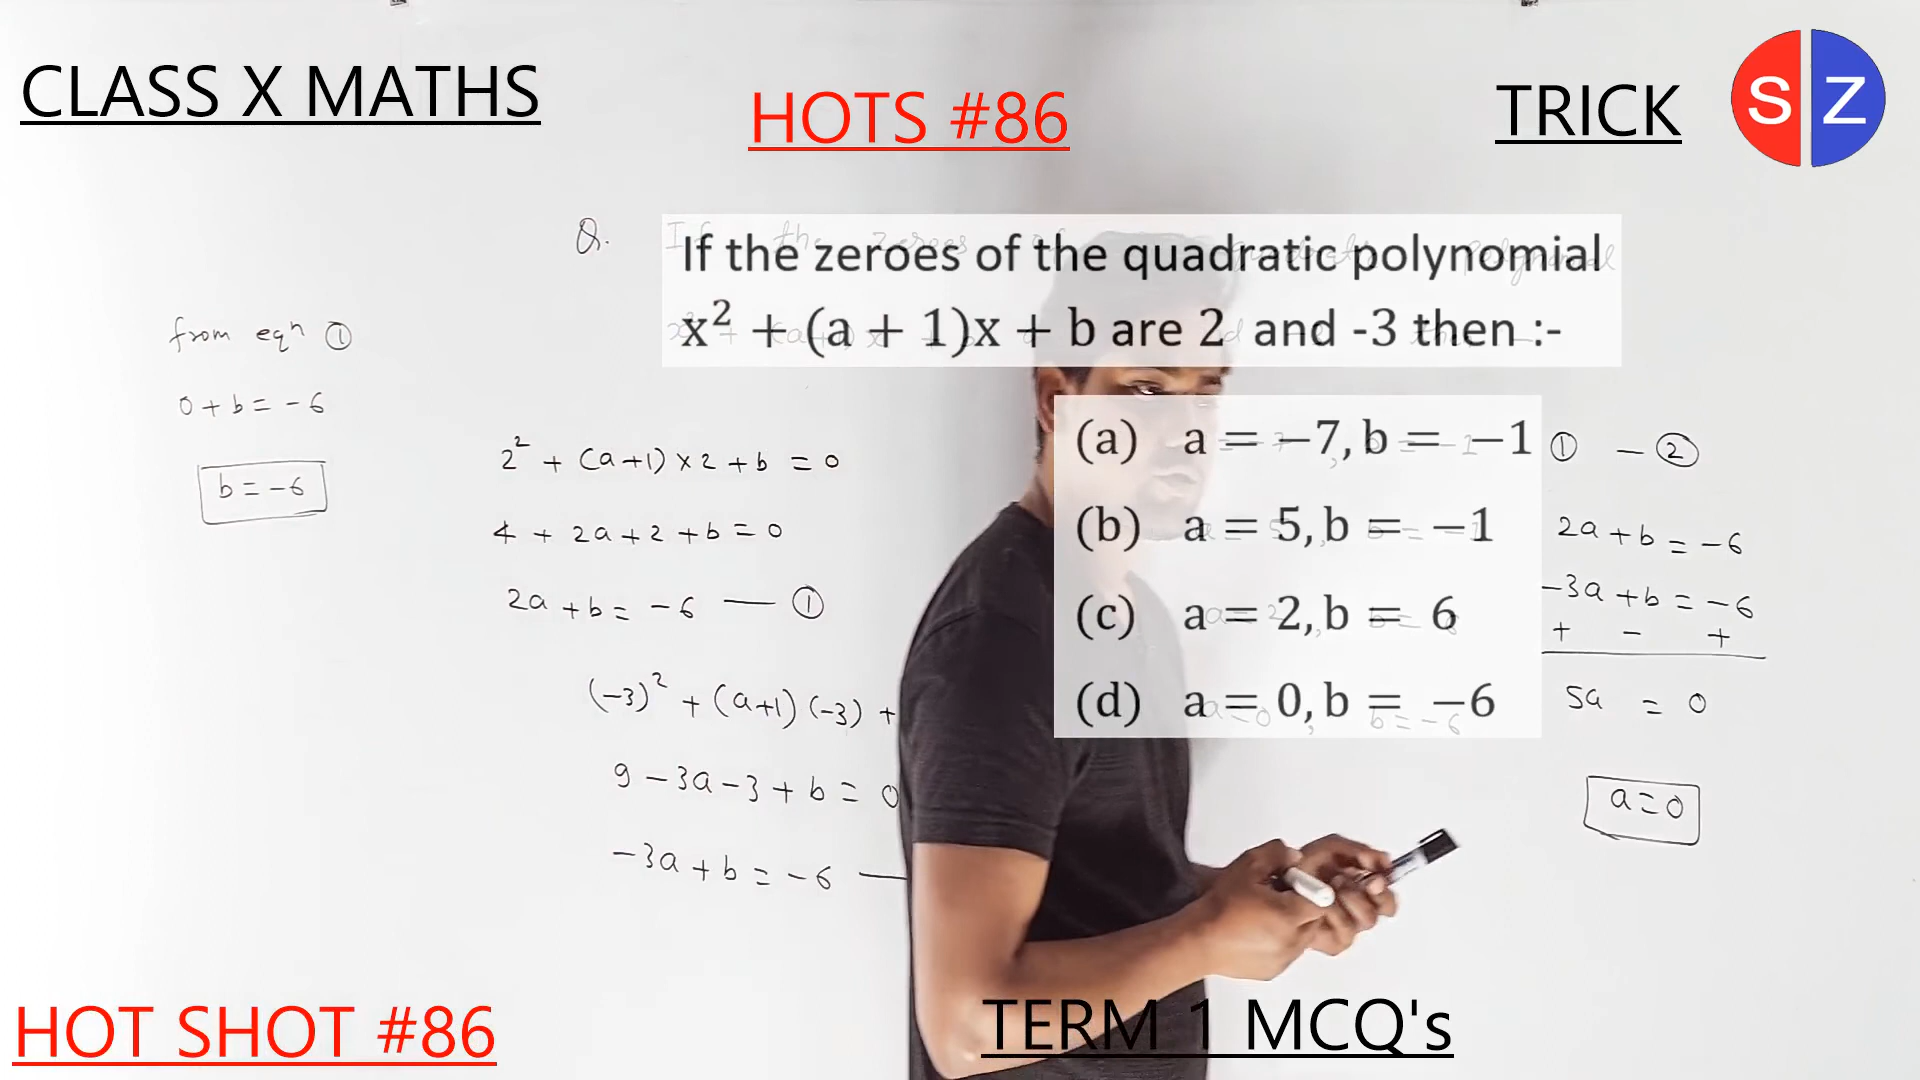 CLASS X MATHS
HOTS #86
TRICK
S Z
Q.
If the zeroes of the quadratic polynomial
x² + (a + 1)x + b are 2 and -3 then :-
(a) a = −7, b = −1
(b) a = 5, b = −1
(c) a = 2, b = 6
(d) a = 0, b = −6
from eqn ①
0 + b = -6
b = -6
2² + (a+1) × 2 + b = 0
4 + 2a + 2 + b = 0
2a + b = -6 — ①
(-3)² + (a+1) (-3) +
9 - 3a - 3 + b = 0
-3a + b = -6 —
① — ②
2a + b = -6
-3a + b = -6
+ - +
5a = 0
a = 0
HOT SHOT #86
TERM 1 MCQ's